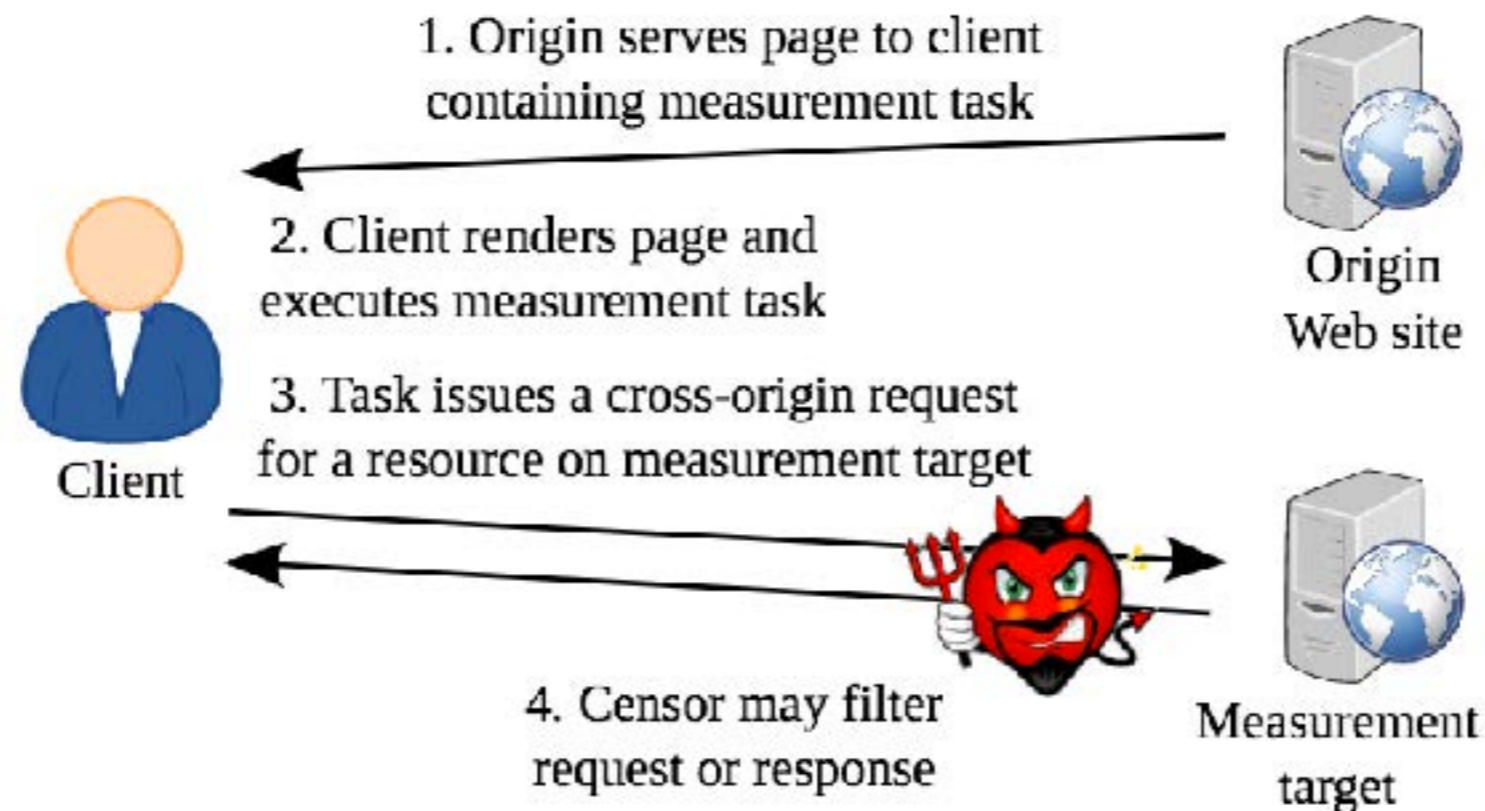 1. Origin serves page to client
containing measurement task
2. Client renders page and
executes measurement task
Origin
Web site
3. Task issues a cross-origin request
for a resource on measurement target
Client
4. Censor may filter
request or response
Measurement
target